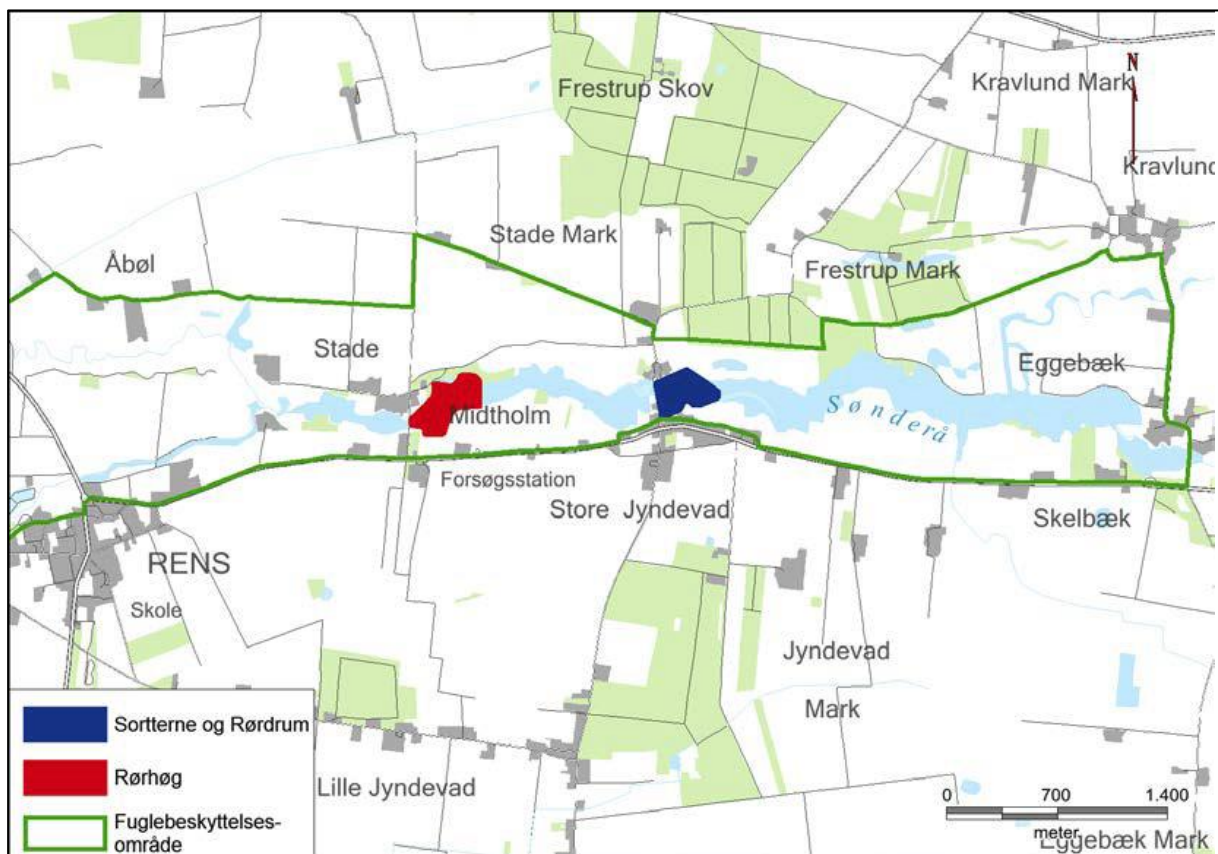 Frestrup Skov
Kravlund Mark
N
Kravlund
Stade Mark
Åbøl
Frestrup Mark
Stade
Eggebæk
Midtholm
Sønderå
Forsøgsstation
Store Jyndevad
Skelbæk
RENS
Skole
Jyndevad
Mark
Sortterne og Rørdrum
Rørhøg
Fuglebeskyttelses-
område
Lille Jyndevad
0 700 1.400
meter
Eggebæk Mark